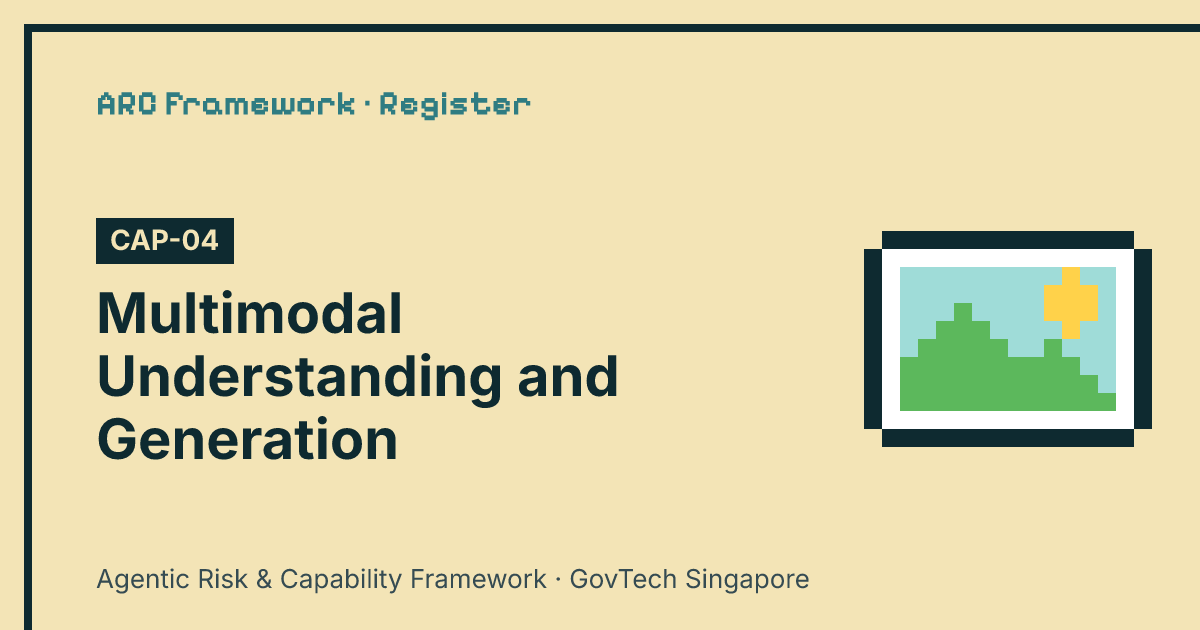 ARC Framework · Register
CAP-04
Multimodal
Understanding and
Generation
Agentic Risk & Capability Framework · GovTech Singapore